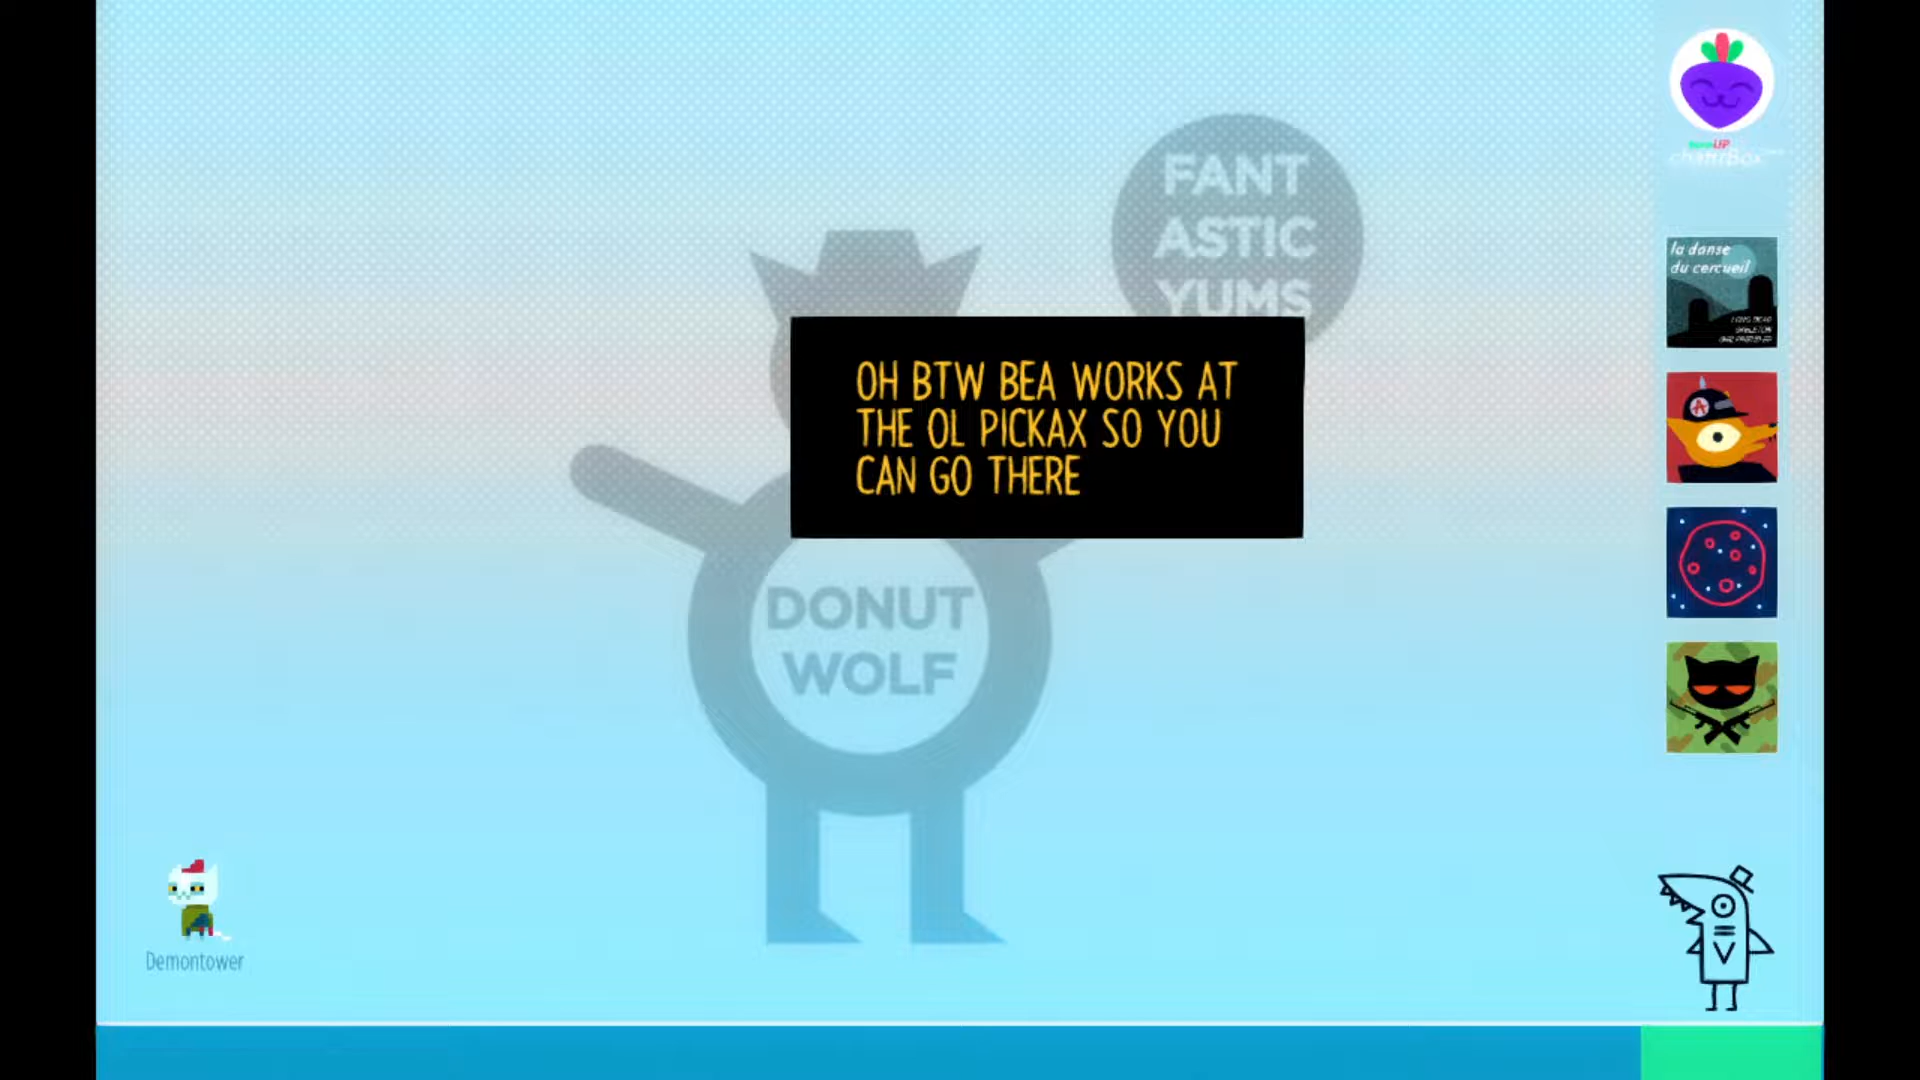 FANT
ASTIC
YUMS
OH BTW BEA WORKS AT
THE OL PICKAX SO YOU
CAN GO THERE
DONUT
WOLF
chattrBox
la danse
du cercueil
Demontower